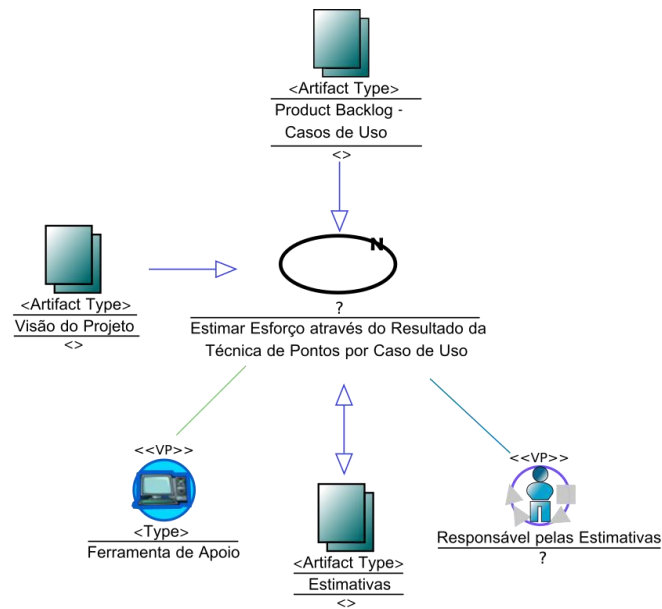 <Artifact Type>
Product Backlog -
Casos de Uso
<>
N
<Artifact Type>
Visão do Projeto
<>
?
Estimar Esforço através do Resultado da
Técnica de Pontos por Caso de Uso
<<VP>>
<Type>
Ferramenta de Apoio
<Artifact Type>
Estimativas
<>
<<VP>>
Responsável pelas Estimativas
?